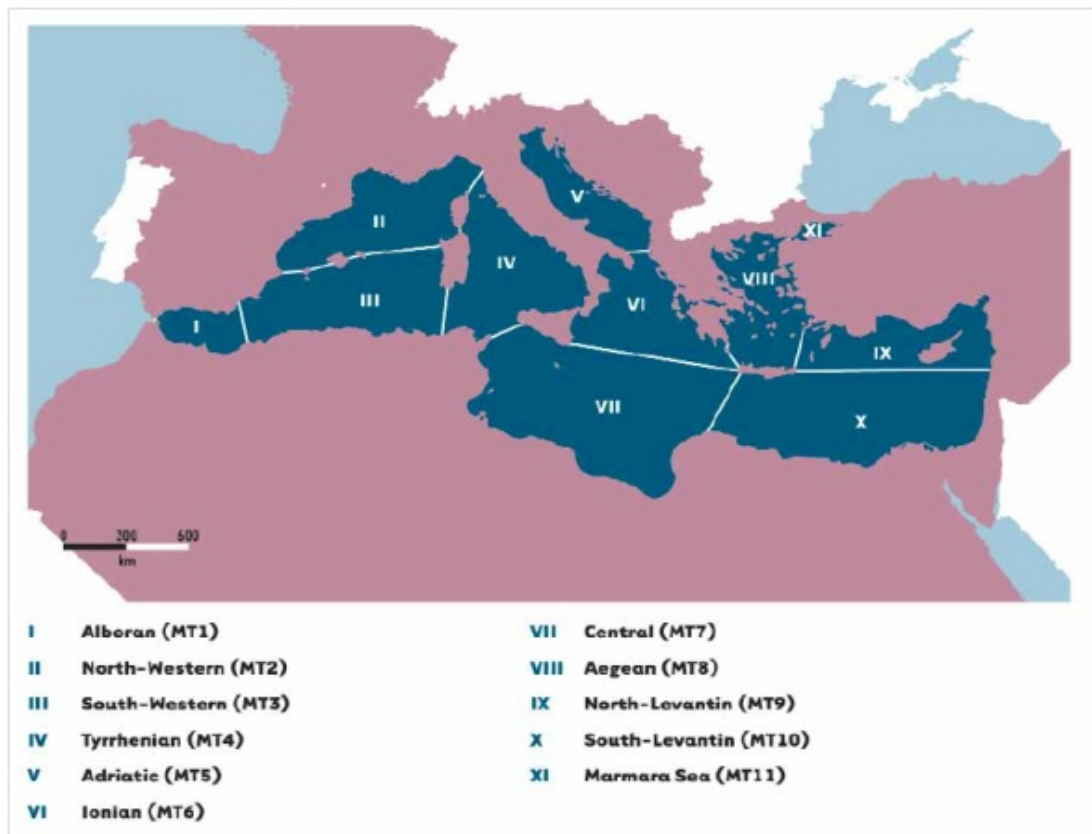 II
V
XI
IV
VIII
III
VI
I
IX
VII
X
0 300 600
km
I Alboran (MT1)
II North-Western (MT2)
III South-Western (MT3)
IV Tyrrhenian (MT4)
V Adriatic (MT5)
VI Ionian (MT6)
VII Central (MT7)
VIII Aegean (MT8)
IX North-Levantin (MT9)
X South-Levantin (MT10)
XI Marmara Sea (MT11)